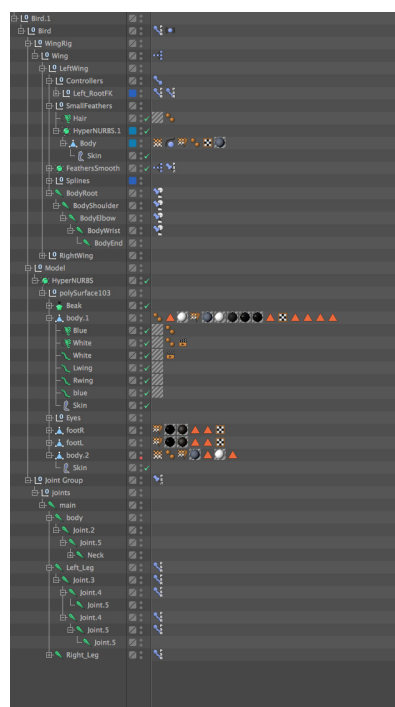 Bird.1
Bird
WingRig
Wing
LeftWing
Controllers
Left_RootFK
SmallFeathers
Hair
HyperNURBS.1
Body
Skin
FeathersSmooth
Splines
BodyRoot
BodyShoulder
BodyElbow
BodyWrist
BodyEnd
RightWing
Model
HyperNURBS
polySurface103
Beak
body.1
Blue
White
White
Lwing
Rwing
blue
Skin
Eyes
footR
footL
body.2
Skin
Joint Group
joints
main
body
Joint.2
Joint.5
Neck
Left_Leg
Joint.3
Joint.4
Joint.5
Joint.4
Joint.5
Joint.5
Right_Leg